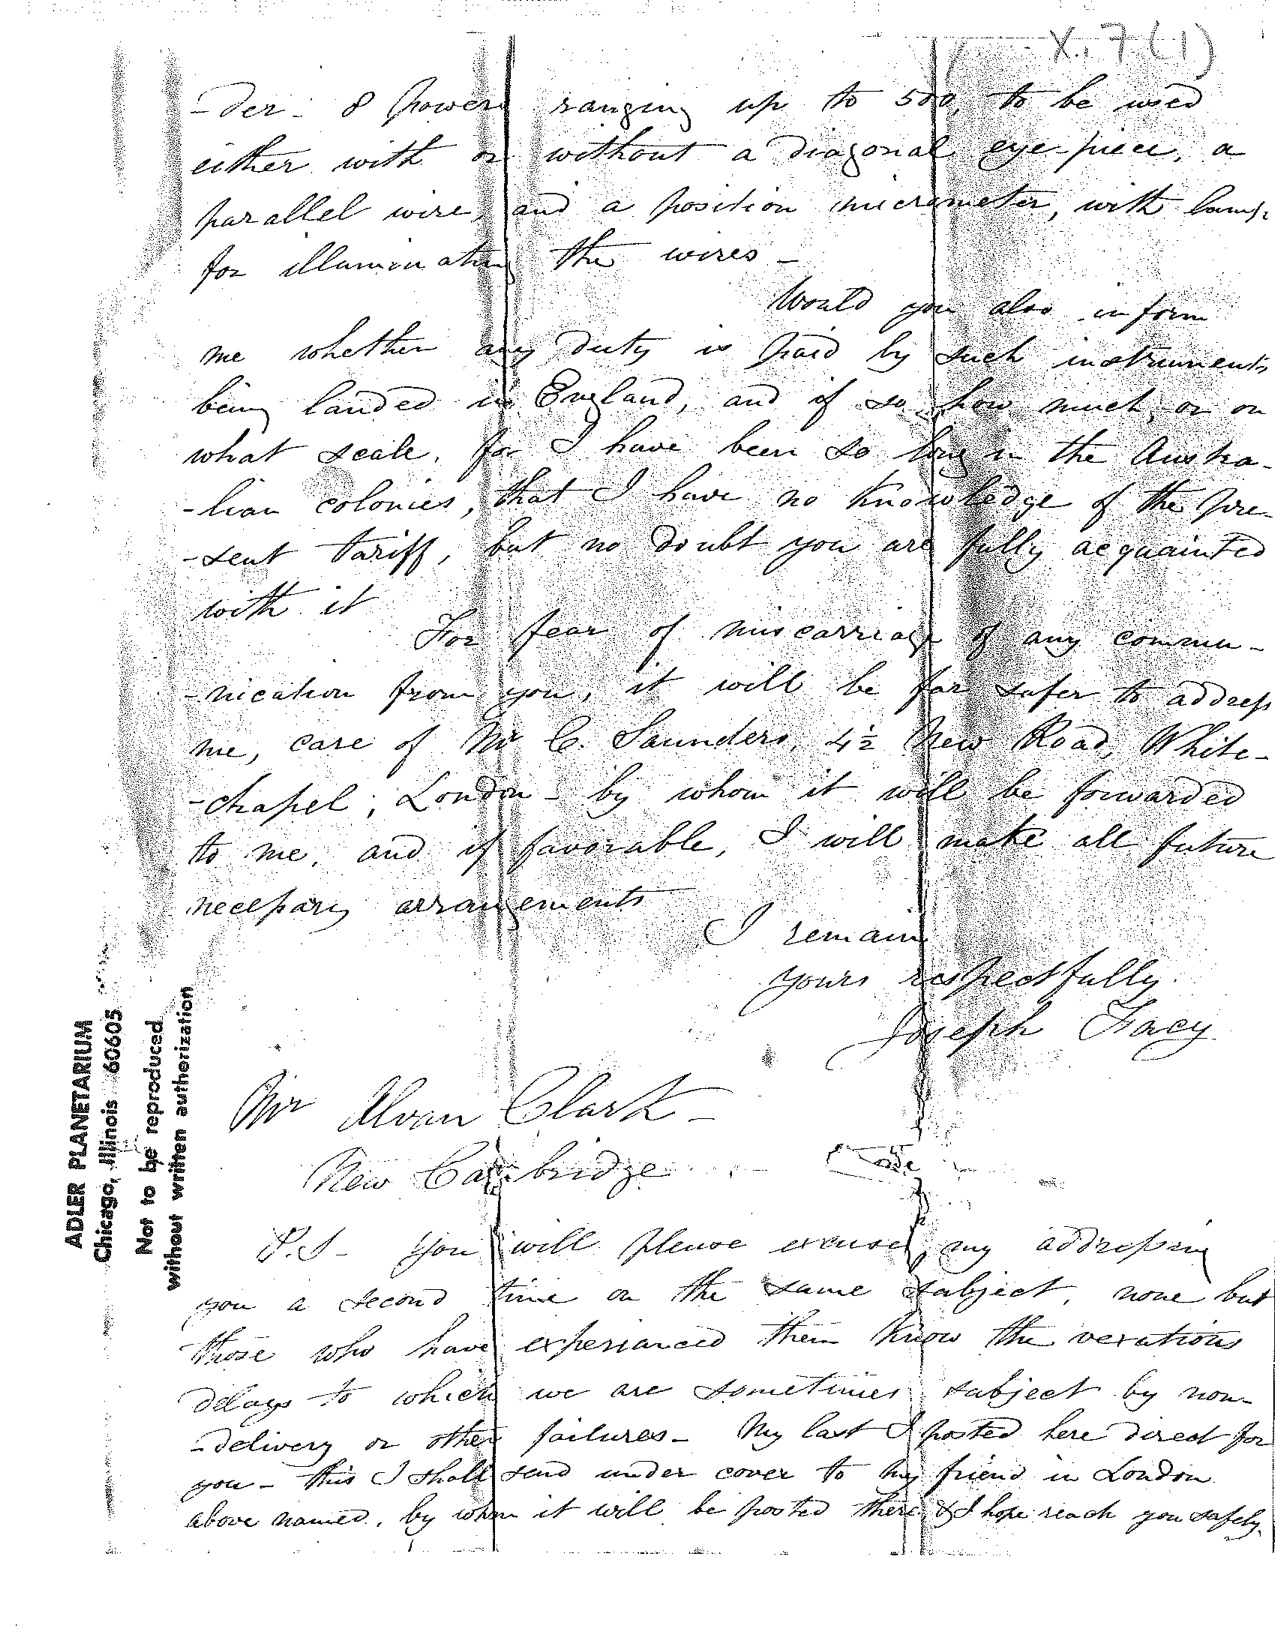 X. 7 (1)
-der - 8 powers ranging up to 500, to be used
either with or without a diagonal eye-piece, a
parallel wire, and a position micrometer, with lamp
for illuminating the wires -
Would you also inform
me whether any duty is paid by such instruments
being landed in England, and if so, how much, or on
what scale, for I have been so long in the Austra-
-lian colonies, that I have no knowledge of the pre-
-sent tariff, but no doubt you are fully acquainted
with it
For fear of miscarriage of any commu-
-nication from you, it will be far safer to address
me, care of Mr C. Saunders, 4½ New Road, White-
-chapel, London - by whom it will be forwarded
to me, and if favorable, I will make all future
necessary arrangements
I remain
yours respectfully.
Joseph Tracy
Mr Alvan Clark -
New Cambridge
P.S - You will please excuse my addressing
you a second time on the same subject, none but
those who have experianced them know the vexatious
delays to which we are sometimes subject by non-
-delivery or other failures - My last I posted here direct for
you - this I shall send under cover to my friend in London
above named, by whom it will be posted there & I hope reach you safely.
ADLER PLANETARIUM
Chicago, Illinois 60605
Not to be reproduced
without written authorization